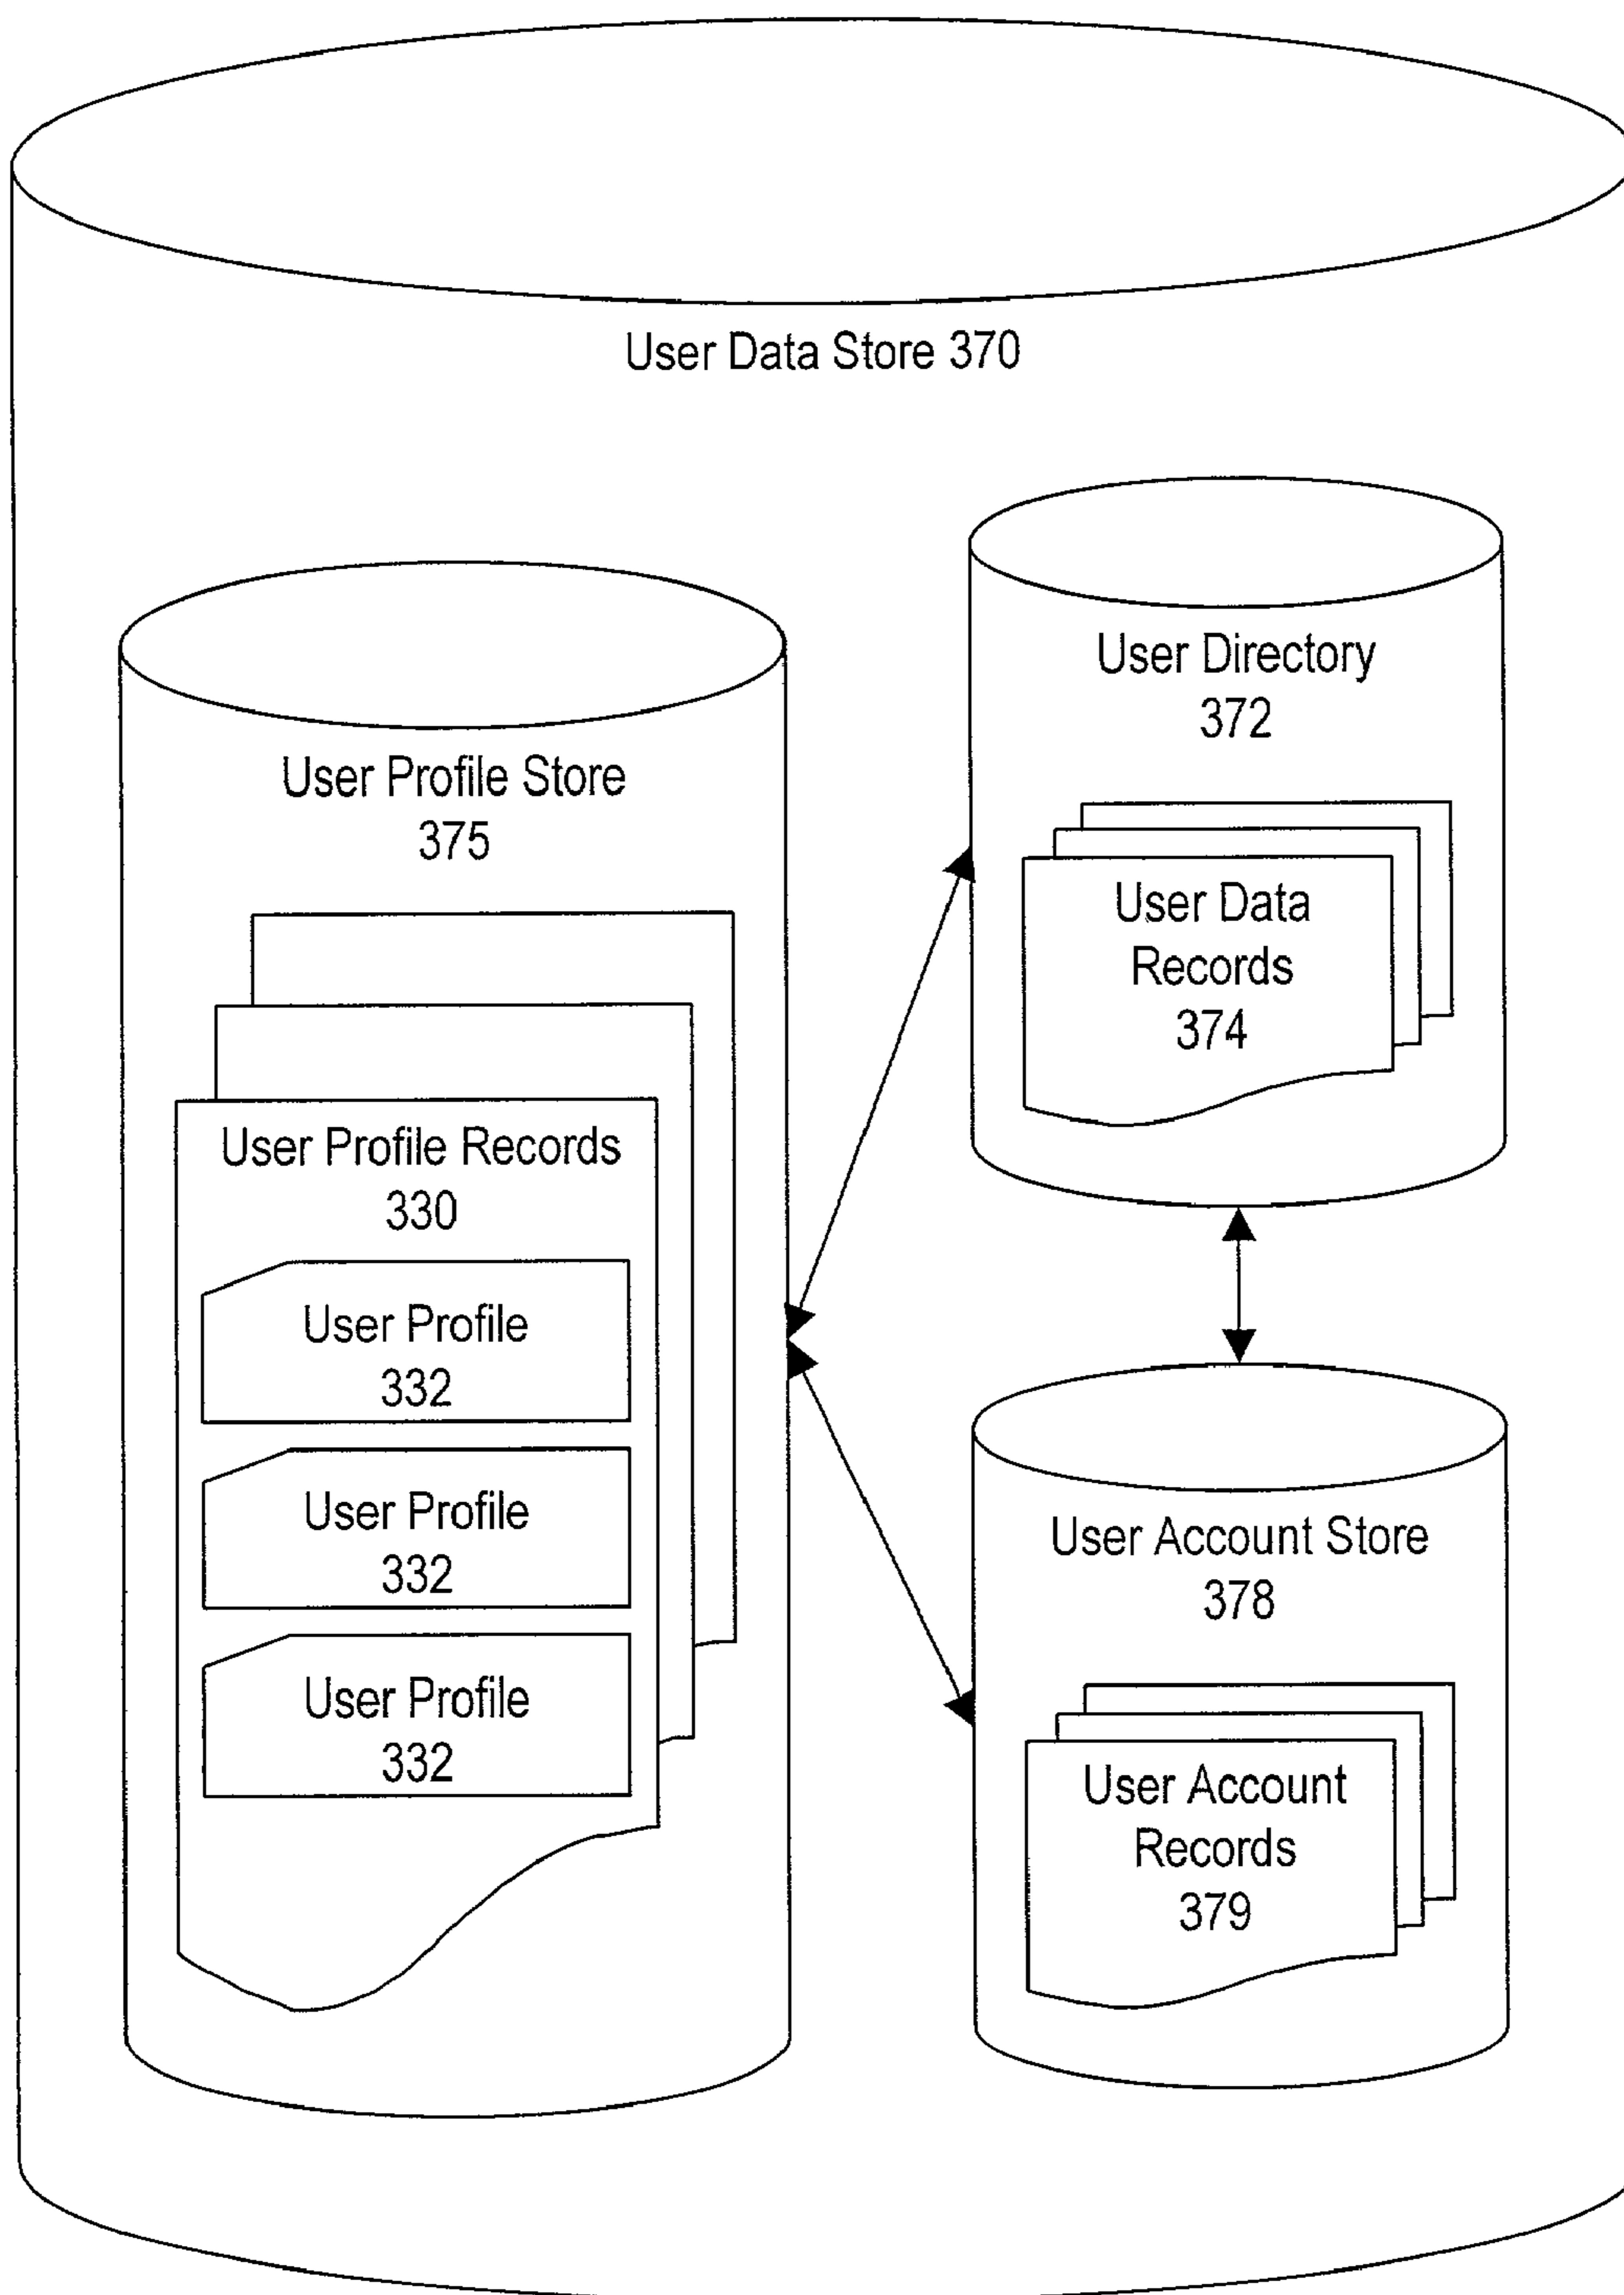 User Data Store 370
User Profile Store
375
User Profile Records
330
User Profile
332
User Profile
332
User Profile
332
User Directory
372
User Data
Records
374
User Account Store
378
User Account
Records
379